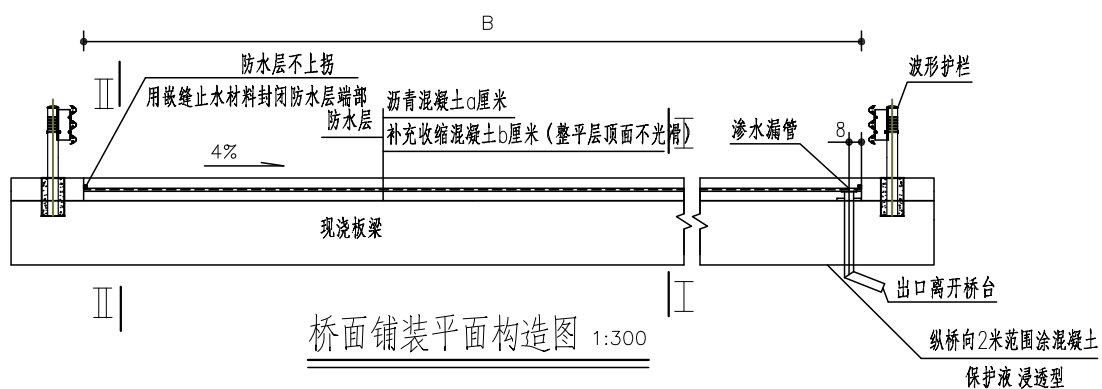 B
防水层不上拐
用嵌缝止水材料封闭防水层端部
II
防水层
沥青混凝土a厘米
补充收缩混凝土b厘米（整平层顶面不光滑）
I
渗水漏管
8
波形护栏
4%
现浇板梁
II
I
出口离开桥台
桥面铺装平面构造图 1:300
纵桥向2米范围涂混凝土
保护液 浸透型